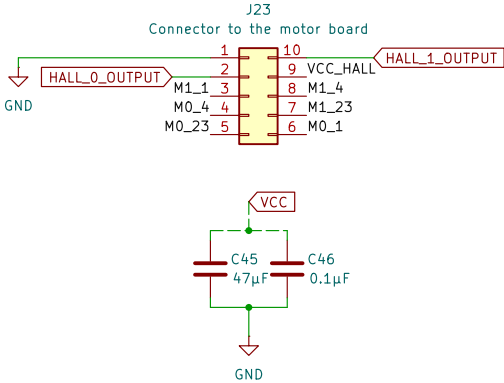 J23
Connector to the motor board
1 10 HALL_1_OUTPUT
HALL_0_OUTPUT 2 9 VCC_HALL
GND
M1_1 3 8 M1_4
M0_4 4 7 M1_23
M0_23 5 6 M0_1
VCC
C45 C46
47μF 0.1μF
GND